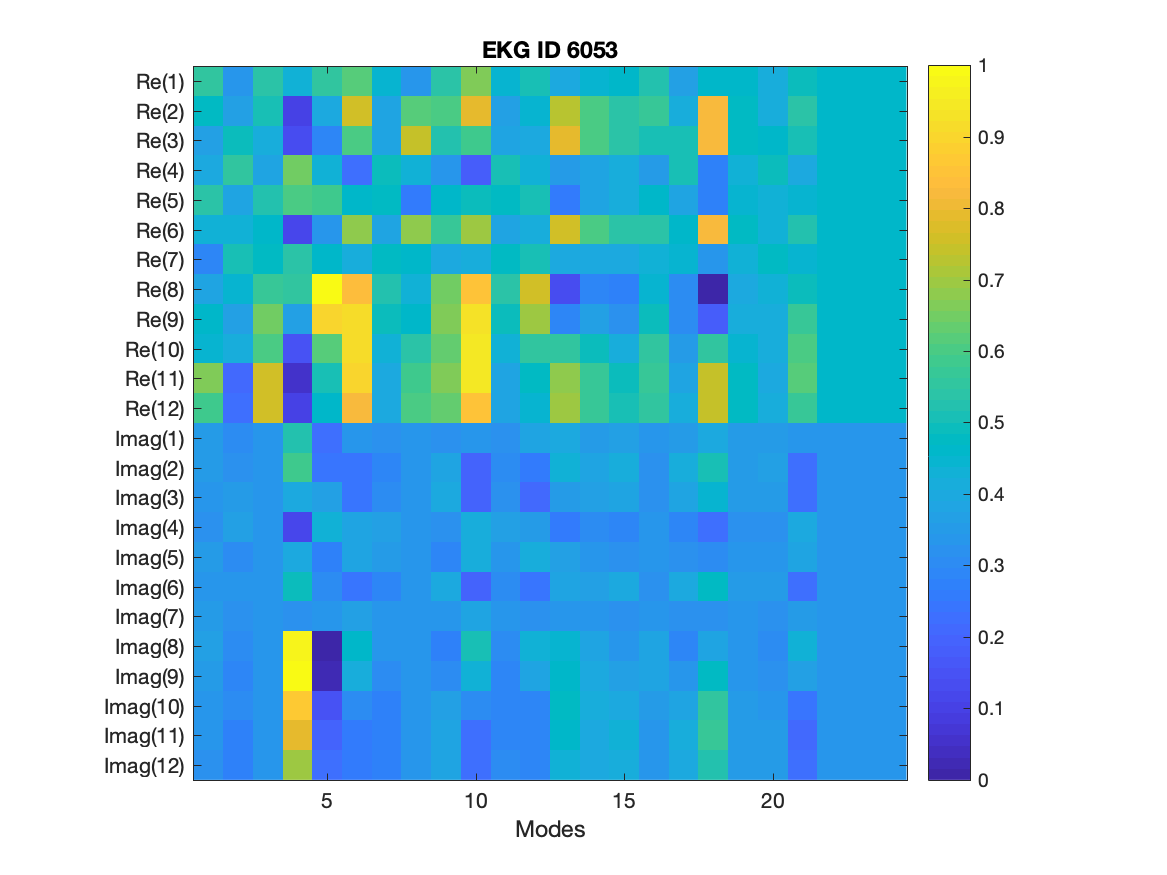 EKG ID 6053
Re(1)
Re(2)
Re(3)
Re(4)
Re(5)
Re(6)
Re(7)
Re(8)
Re(9)
Re(10)
Re(11)
Re(12)
Imag(1)
Imag(2)
Imag(3)
Imag(4)
Imag(5)
Imag(6)
Imag(7)
Imag(8)
Imag(9)
Imag(10)
Imag(11)
Imag(12)
5 10 15 20
Modes
1
0.9
0.8
0.7
0.6
0.5
0.4
0.3
0.2
0.1
0